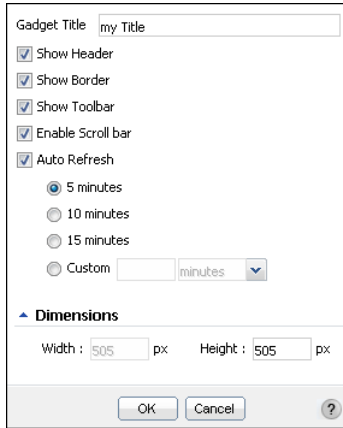 Gadget Title my Title
Show Header
Show Border
Show Toolbar
Enable Scroll bar
Auto Refresh
5 minutes
10 minutes
15 minutes
Custom minutes
Dimensions
Width : 505 px Height : 505 px
OK Cancel ?